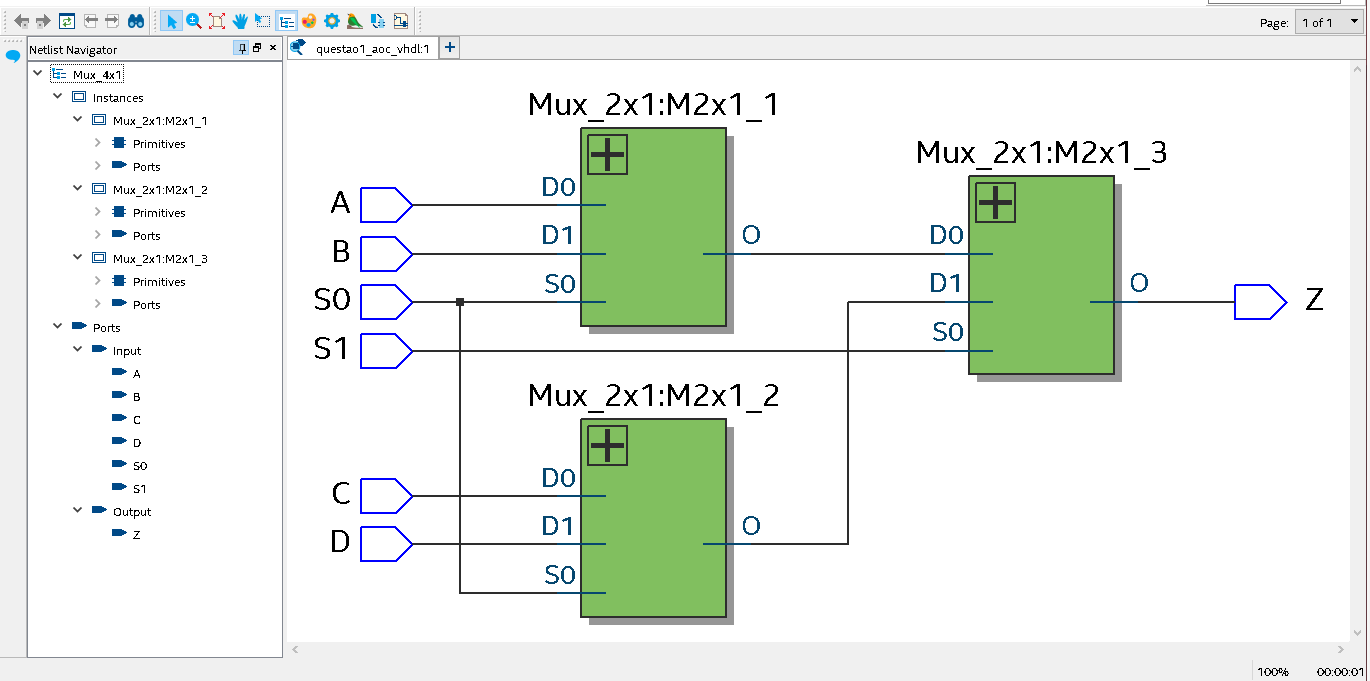 Page: 1 of 1
Netlist Navigator
questao1_aoc_vhdl:1
Mux_4x1
Instances
Mux_2x1:M2x1_1
Primitives
Ports
Mux_2x1:M2x1_2
Primitives
Ports
Mux_2x1:M2x1_3
Primitives
Ports
Ports
Input
A
B
C
D
S0
S1
Output
Z
Mux_2x1:M2x1_1
A
D0
B
D1
O
S0
S0
S1
Mux_2x1:M2x1_2
C
D0
D
D1
O
S0
Mux_2x1:M2x1_3
D0
D1
O
Z
S0
100%
00:00:01